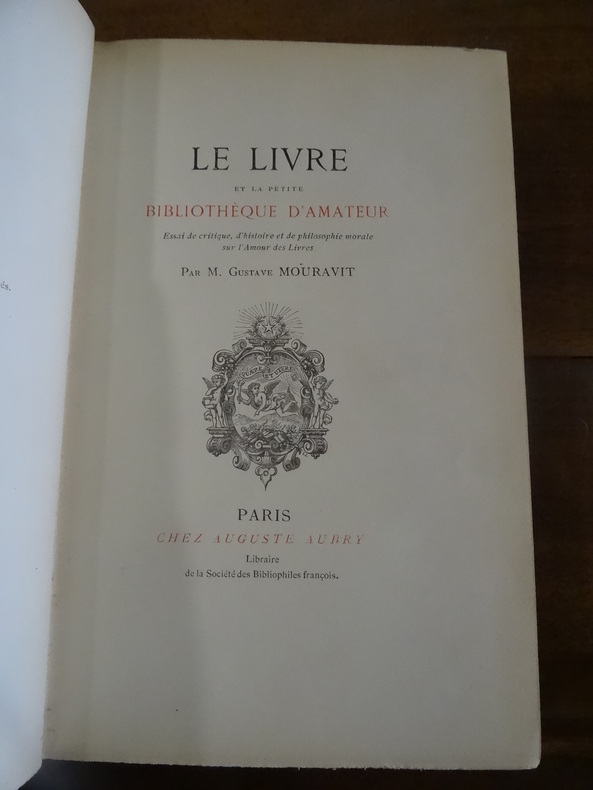 és.
LE LIVRE
ET LA PETITE
BIBLIOTHÈQUE D'AMATEUR
Essai de critique, d'histoire et de philosophie morale
sur l'Amour des Livres
PAR M. GUSTAVE MOURAVIT
PARIS
CHEZ AUGUSTE AUBRY
Libraire
de la Société des Bibliophiles françois.